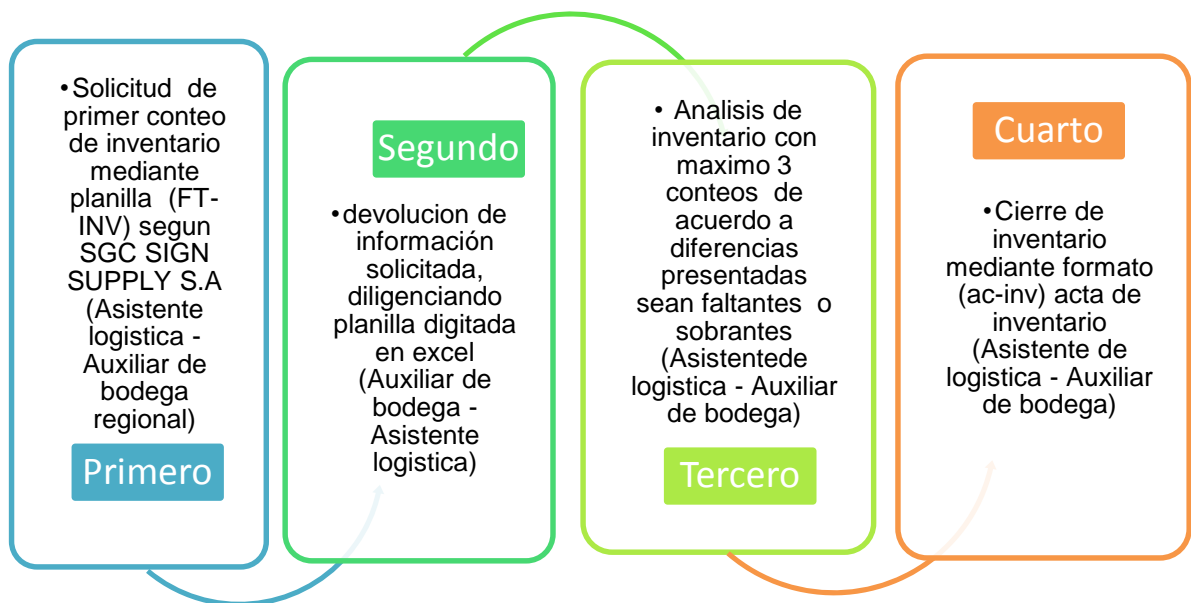 •Solicitud de
primer conteo
de inventario
mediante
planilla (FT-
INV) segun
SGC SIGN
SUPPLY S.A
(Asistente
logistica -
Auxiliar de
bodega
regional)
Primero
Segundo
•devolucion de
información
solicitada,
diligenciando
planilla digitada
en excel
(Auxiliar de
bodega -
Asistente
logistica)
• Analisis de
inventario con
maximo 3
conteos de
acuerdo a
diferencias
presentadas
sean faltantes o
sobrantes
(Asistentede
logistica - Auxiliar
de bodega)
Tercero
Cuarto
•Cierre de
inventario
mediante formato
(ac-inv) acta de
inventario
(Asistente de
logistica - Auxiliar
de bodega)